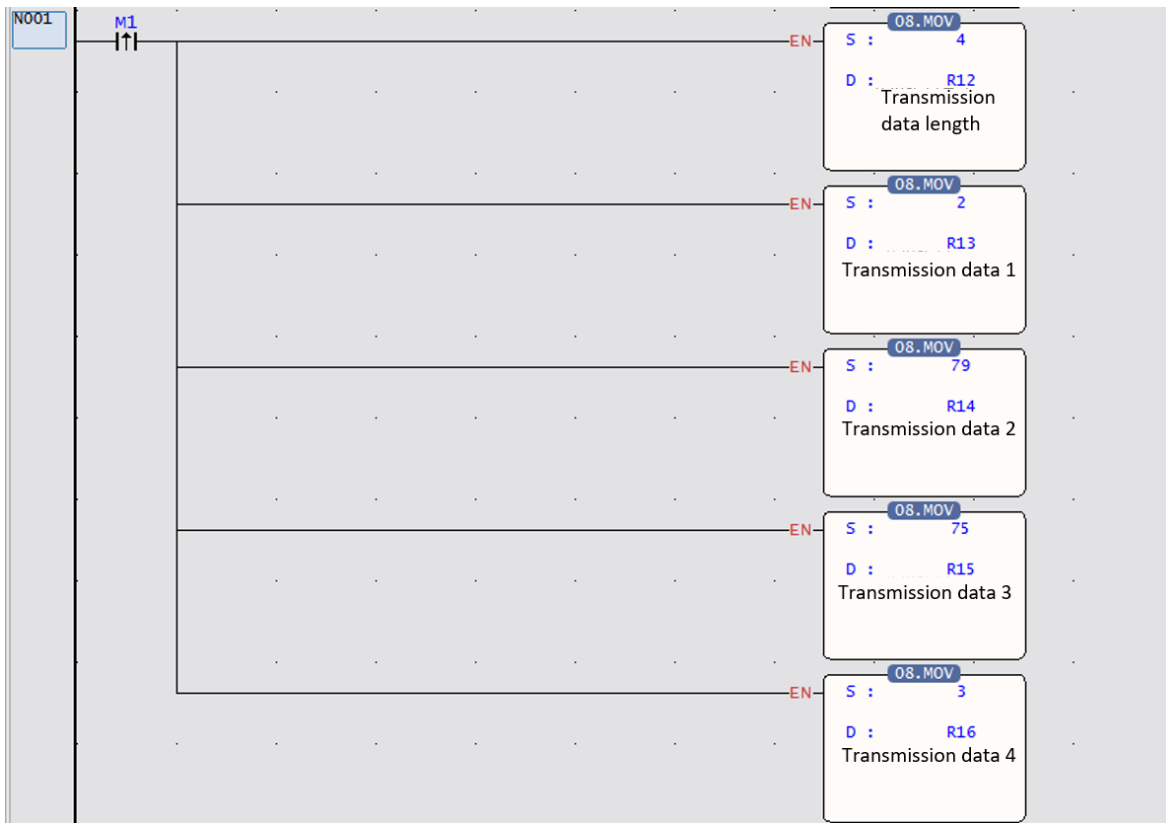 N001
M1
08.MOV
EN
S : 4
D : R12
Transmission
data length
08.MOV
EN
S : 2
D : R13
Transmission data 1
08.MOV
EN
S : 79
D : R14
Transmission data 2
08.MOV
EN
S : 75
D : R15
Transmission data 3
08.MOV
EN
S : 3
D : R16
Transmission data 4